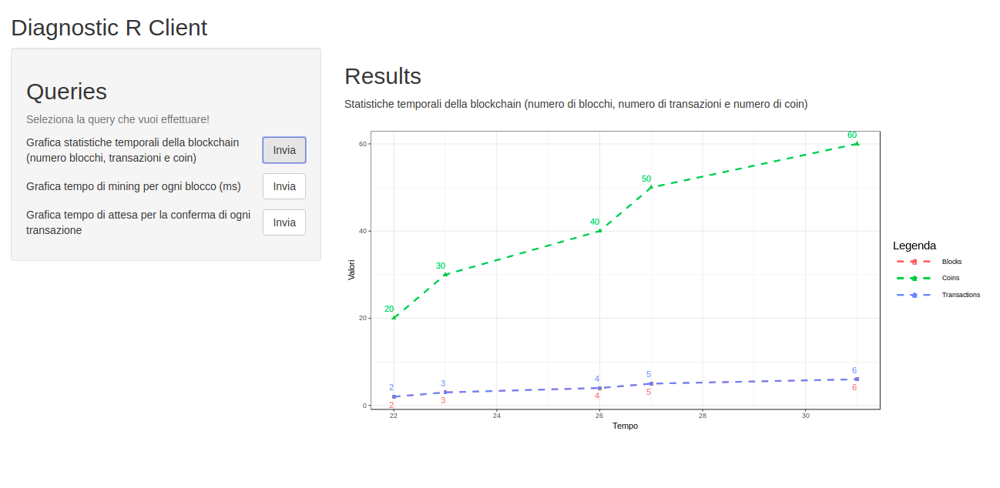 Diagnostic R Client
Queries
Seleziona la query che vuoi effettuare!
Grafica statistiche temporali della blockchain
(numero blocchi, transazioni e coin)
Invia
Grafica tempo di mining per ogni blocco (ms)
Invia
Grafica tempo di attesa per la conferma di ogni
transazione
Invia
Results
Statistiche temporali della blockchain (numero di blocchi, numero di transazioni e numero di coin)
Valori
60
40
20
0
20
30
40
50
60
2
3
4
5
6
2
3
4
5
6
22
24
26
28
30
Tempo
Legenda
Blocks
Coins
Transactions